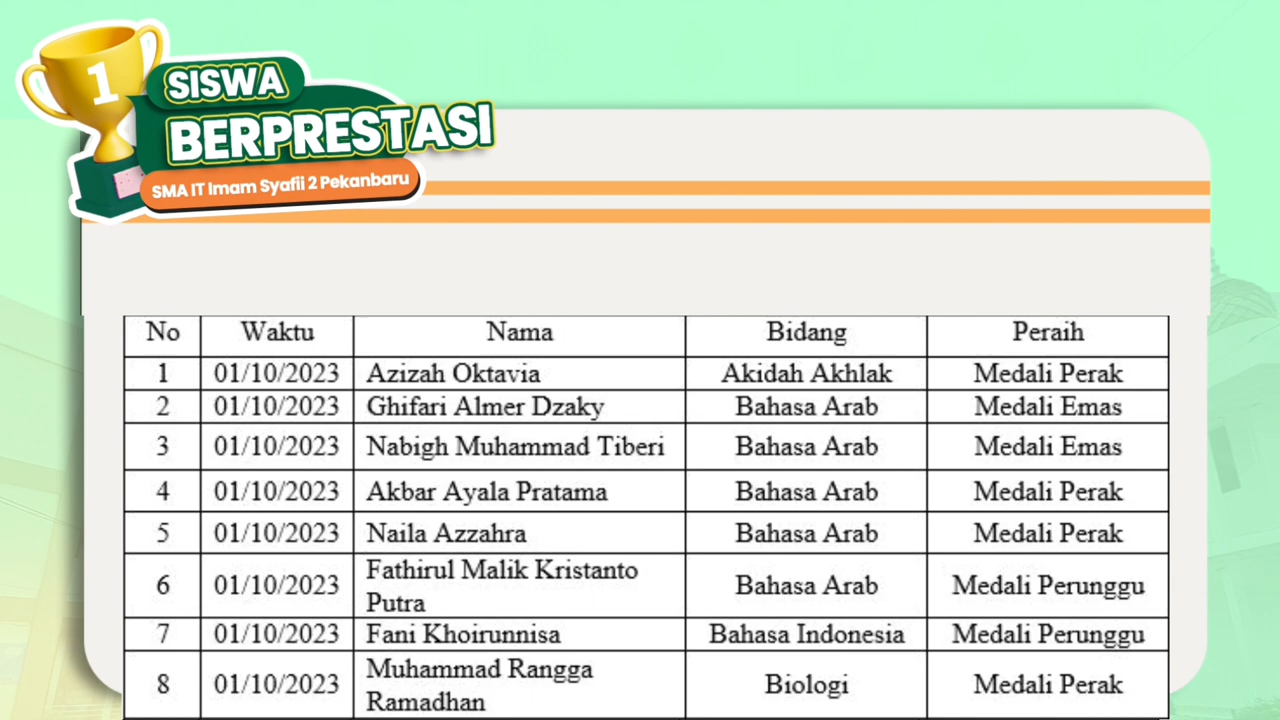 1
SISWA
BERPRESTASI
SMA IT Imam Syafii 2 Pekanbaru
No Waktu Nama Bidang Peraih
1 01/10/2023 Azizah Oktavia Akidah Akhlak Medali Perak
2 01/10/2023 Ghifari Almer Dzaky Bahasa Arab Medali Emas
3 01/10/2023 Nabigh Muhammad Tiberi Bahasa Arab Medali Emas
4 01/10/2023 Akbar Ayala Pratama Bahasa Arab Medali Perak
5 01/10/2023 Naila Azzahra Bahasa Arab Medali Perak
6 01/10/2023 Fathirul Malik Kristanto
Putra Bahasa Arab Medali Perunggu
7 01/10/2023 Fani Khoirunnisa Bahasa Indonesia Medali Perunggu
8 01/10/2023 Muhammad Rangga
Ramadhan Biologi Medali Perak